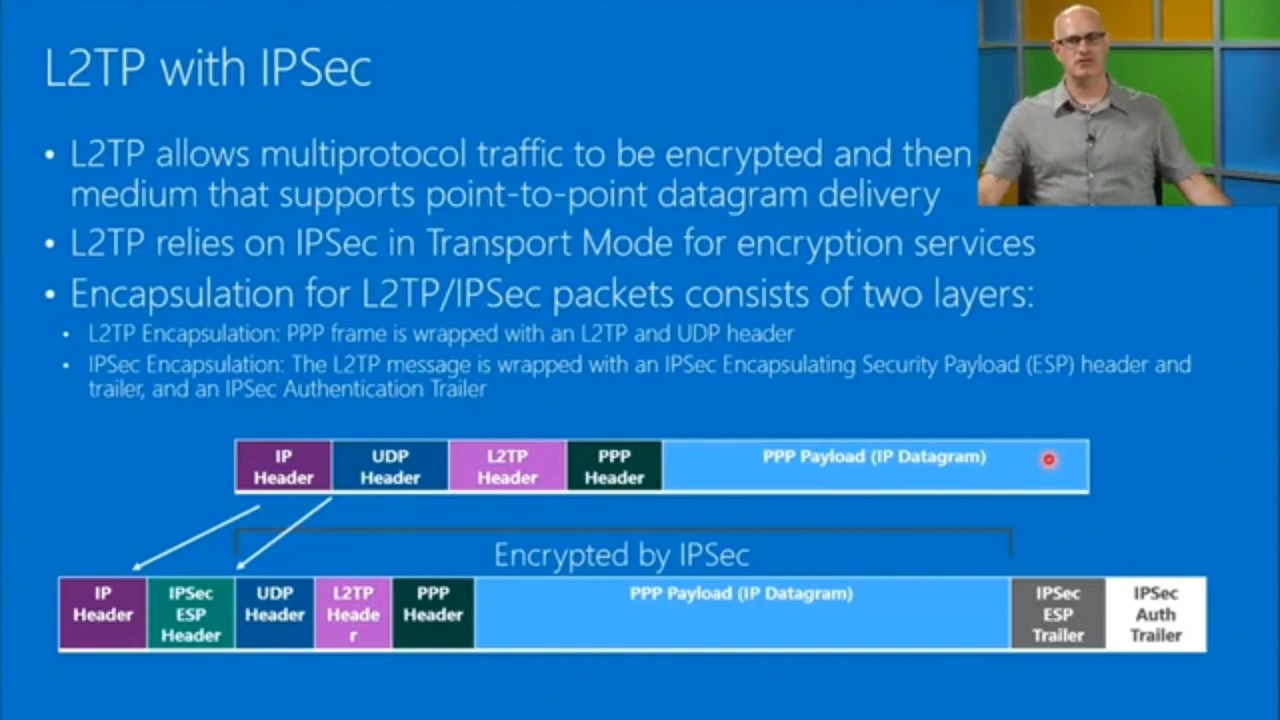 L2TP with IPSec
• L2TP allows multiprotocol traffic to be encrypted and then
medium that supports point-to-point datagram delivery
• L2TP relies on IPSec in Transport Mode for encryption services
• Encapsulation for L2TP/IPSec packets consists of two layers:
• L2TP Encapsulation: PPP frame is wrapped with an L2TP and UDP header
• IPSec Encapsulation: The L2TP message is wrapped with an IPSec Encapsulating Security Payload (ESP) header and
trailer, and an IPSec Authentication Trailer
IP
Header
UDP
Header
L2TP
Header
PPP
Header
PPP Payload (IP Datagram)
Encrypted by IPSec
IP
Header
IPSec
ESP
Header
UDP
Header
L2TP
Heade
r
PPP
Header
PPP Payload (IP Datagram)
IPSec
ESP
Trailer
IPSec
Auth
Trailer